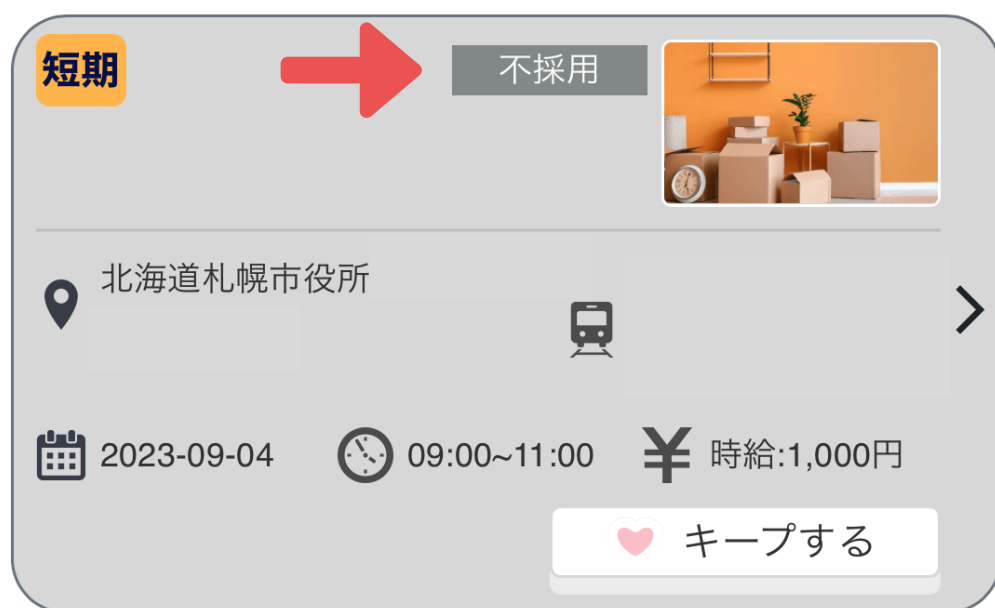 短期
不採用
北海道札幌市役所
2023-09-04
09:00~11:00
時給:1,000円
キープする